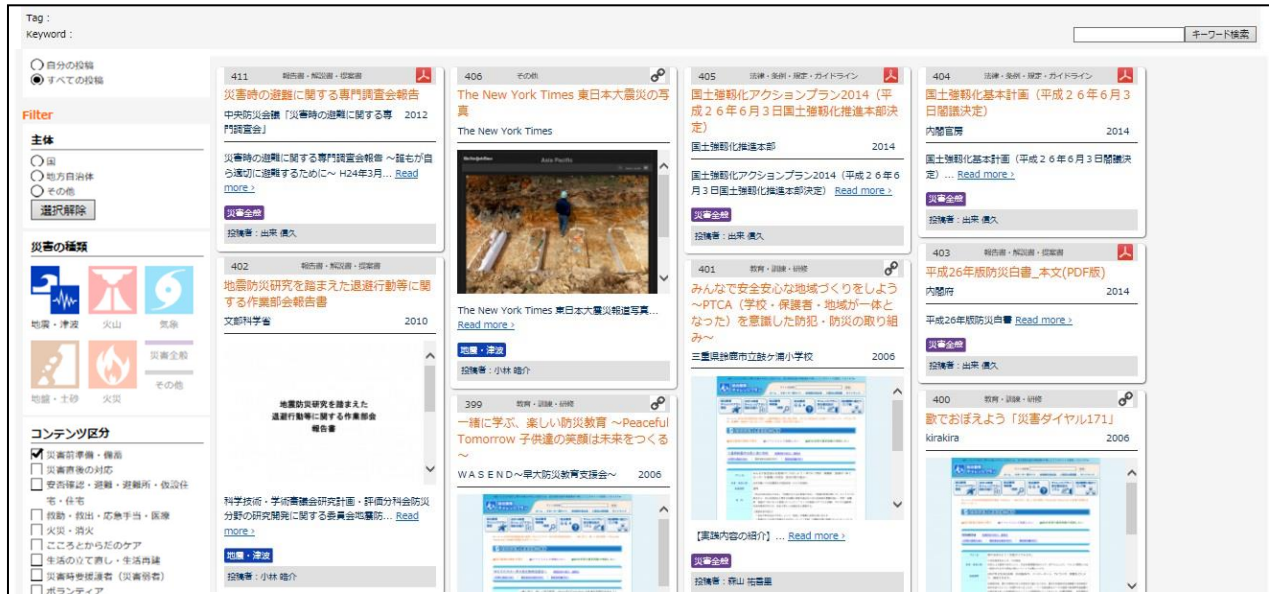 Tag :
Keyword :
キーワード検索
自分の投稿
すべての投稿
Filter
主体
国
地方自治体
その他
選択解除
災害の種類
地震・津波
火山
気象
災害全般
その他
地盤・土砂
火災
コンテンツ区分
災害前準備・備品
災害直後の対応
安否確認・避難・避難所・仮設住
宅・住宅
救助・救出・応急手当・医療
火災・消火
こころとからだのケア
生活の立て直し・生活再建
災害時要援護者（災害弱者）
ボランティア
411 報告書・解説書・提案書
災害時の避難に関する専門調査会報告
中央防災会議「災害時の避難に関する専 2012
門調査会」
災害時の避難に関する専門調査会報告 ～誰もが自
ら適切に避難するために～ H24年3月... Read
more ›
災害全般
投稿者：出来 信久
402 報告書・解説書・提案書
地震防災研究を踏まえた退避行動等に関
する作業部会報告書
文部科学省 2010
地震防災研究を踏まえた
退避行動等に関する作業部会
報告書
科学技術・学術審議会研究計画・評価分科会防災
分野の研究開発に関する委員会地震防... Read
more ›
地震・津波
投稿者：小林 皓介
406 その他
The New York Times 東日本大震災の写
真
The New York Times
Asia Pacific
The New York Times 東日本大震災報道写真...
Read more ›
地震・津波
投稿者：小林 皓介
399 教育・訓練・研修
一緒に学ぶ、楽しい防災教育 ～Peaceful
Tomorrow 子供達の笑顔は未来をつくる
～
ＷＡＳＥＮＤ～早大防災教育支援会～ 2006
405 法律・条例・規定・ガイドライン
国土強靱化アクションプラン2014（平
成２６年６月３日国土強靱化推進本部決
定）
国土強靱化推進本部 2014
国土強靱化アクションプラン2014（平成２６年６
月３日国土強靱化推進本部決定） Read more ›
災害全般
投稿者：出来 信久
401 教育・訓練・研修
みんなで安全安心な地域づくりをしよう
～PTCA（学校・保護者・地域が一体と
なった）を意識した防犯・防災の取り組
み～
三重県鈴鹿市立鼓ヶ浦小学校 2006
【実践内容の紹介】... Read more ›
災害全般
投稿者：森山 祐香里
404 法律・条例・規定・ガイドライン
国土強靱化基本計画（平成２６年６月３
日閣議決定）
内閣官房 2014
国土強靱化基本計画（平成２６年６月３日閣議決
定）... Read more ›
災害全般
投稿者：出来 信久
403 報告書・解説書・提案書
平成26年版防災白書_本文(PDF版)
内閣府 2014
平成26年版防災白書 Read more ›
災害全般
投稿者：出来 信久
400 教育・訓練・研修
歌でおぼえよう「災害ダイヤル171」
kirakira 2006